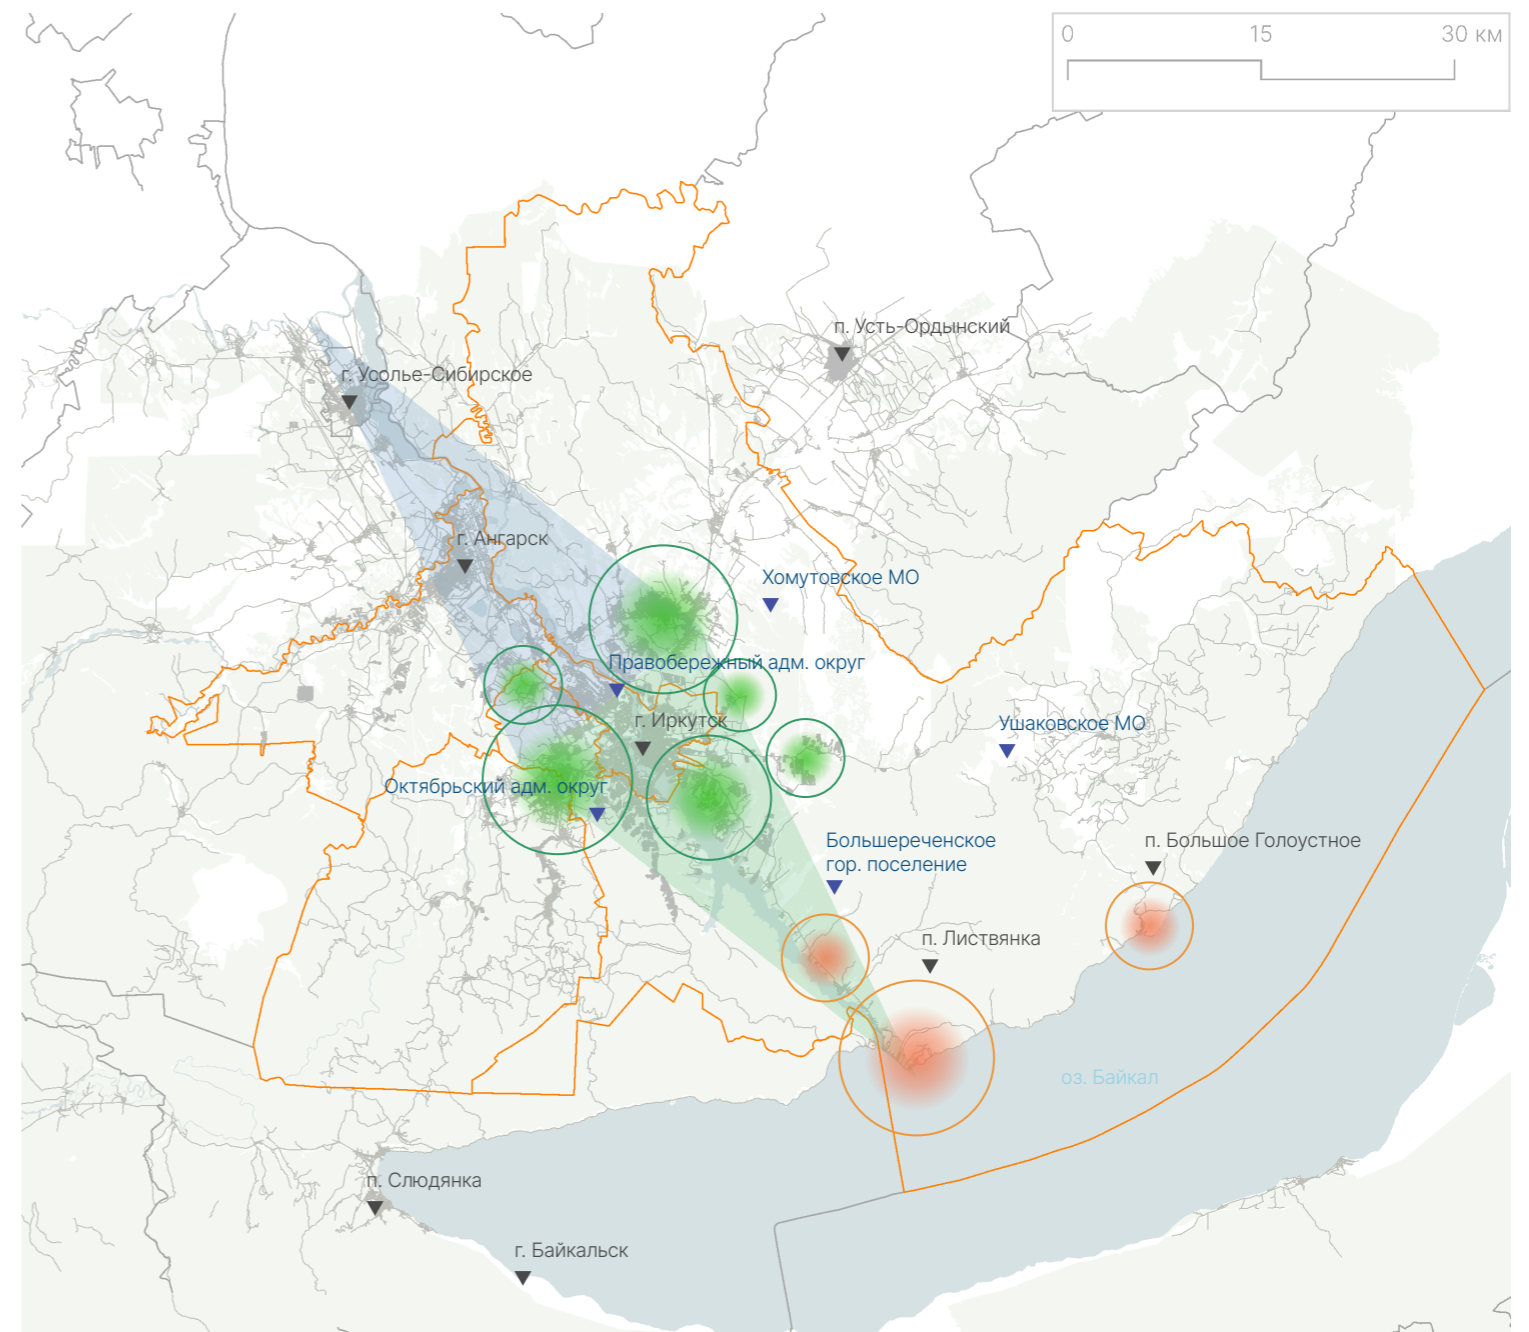 0 15 30 км
п. Усть-Ордынский
г. Усолье-Сибирское
г. Ангарск
Хомутовское МО
Правобережный адм. округ
г. Иркутск
Ушаковское МО
Октябрьский адм. округ
Большереченское
гор. поселение
п. Большое Голоустное
п. Листвянка
оз. Байкал
п. Слюдянка
г. Байкальск